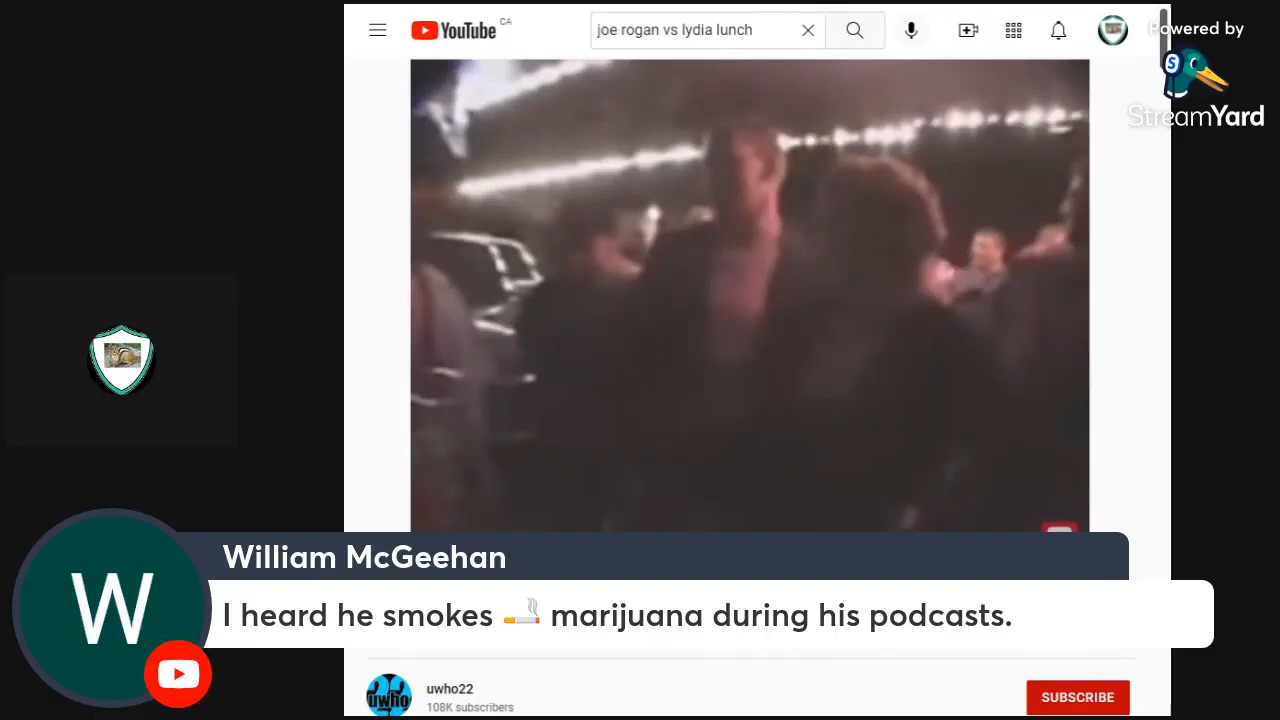 YouTube CA
joe rogan vs lydia lunch
Powered by
S
StreamYard
W
William McGeehan
I heard he smokes 🚬 marijuana during his podcasts.
uwho
uwho22
108K subscribers
SUBSCRIBE